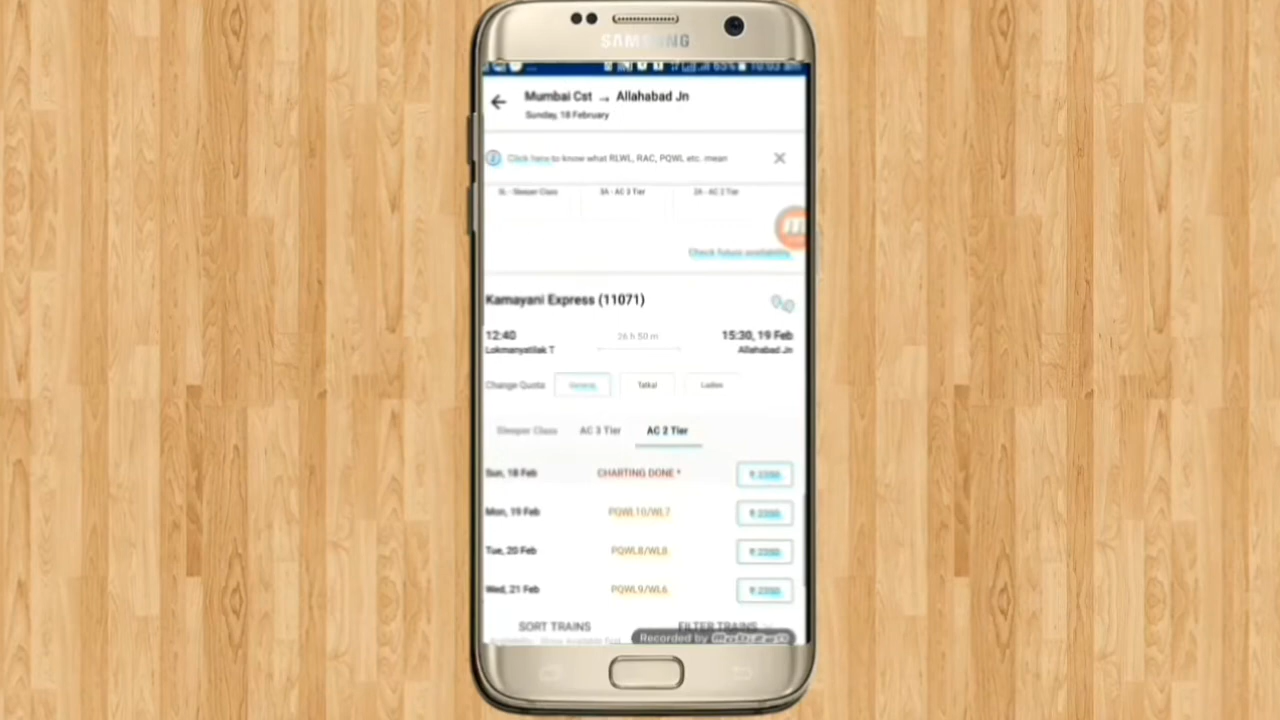 SAMSUNG
Mumbai Cst → Allahabad Jn
Sunday, 18 February
Click here to know what RLWL, RAC, PQWL etc. mean
SL - Sleeper Class 3A - AC 3 Tier 2A - AC 2 Tier
Check future availability
Kamayani Express (11071)
12:40 26 h 50 m 15:30, 19 Feb
Lokmanyatilak T Allahabad Jn
Change Quota General Tatkal Ladies
Sleeper Class AC 3 Tier AC 2 Tier
Sun, 18 Feb CHARTING DONE *
Mon, 19 Feb PQWL10/WL7
Tue, 20 Feb PQWL8/WL8
Wed, 21 Feb PQWL9/WL6
SORT TRAINS FILTER TRAINS
Recorded by